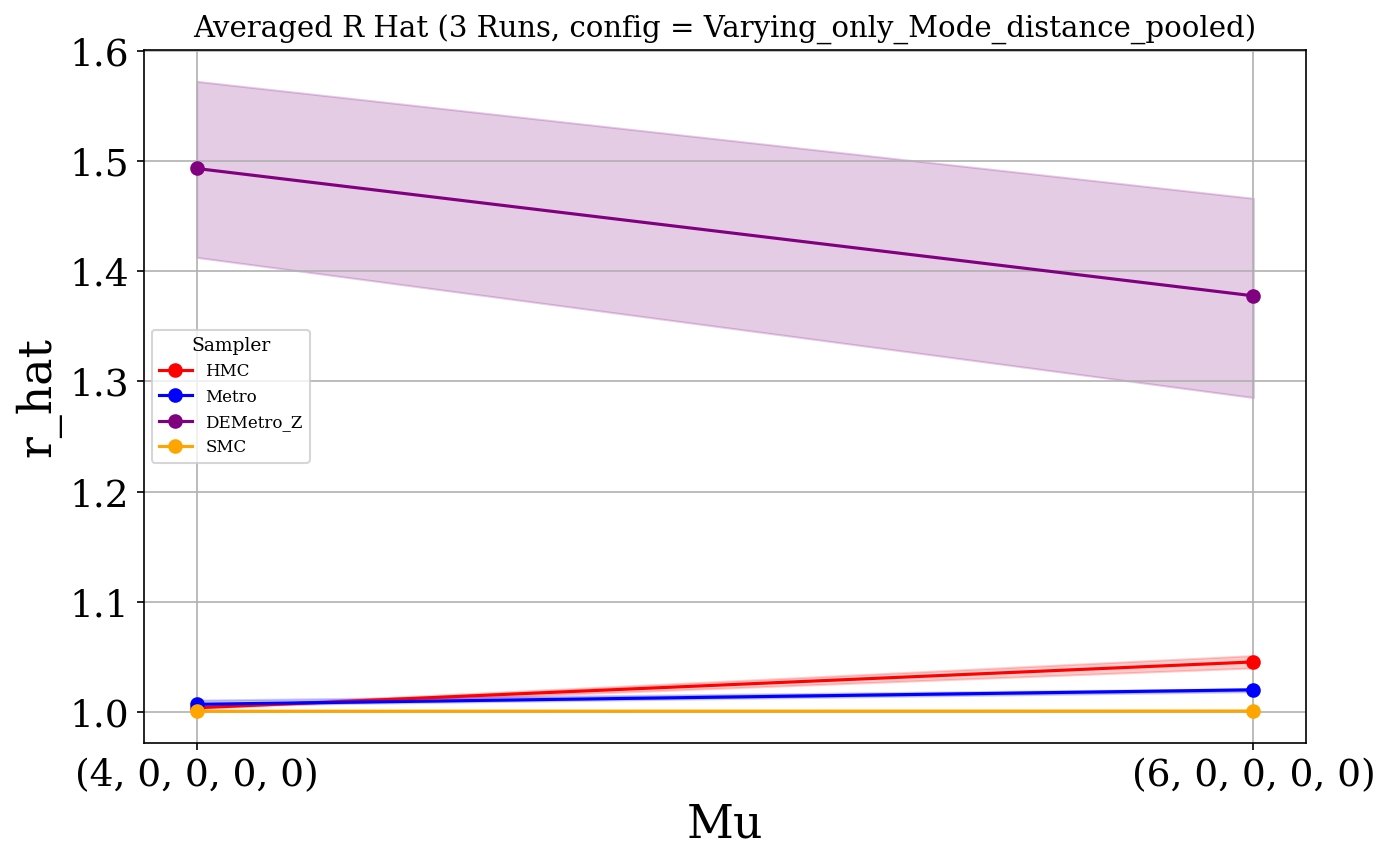 Averaged R Hat (3 Runs, config = Varying_only_Mode_distance_pooled)
1.6
1.5
1.4
1.3
1.2
1.1
1.0
r_hat
Sampler
HMC
Metro
DEMetro_Z
SMC
(4, 0, 0, 0, 0)
(6, 0, 0, 0, 0)
Mu